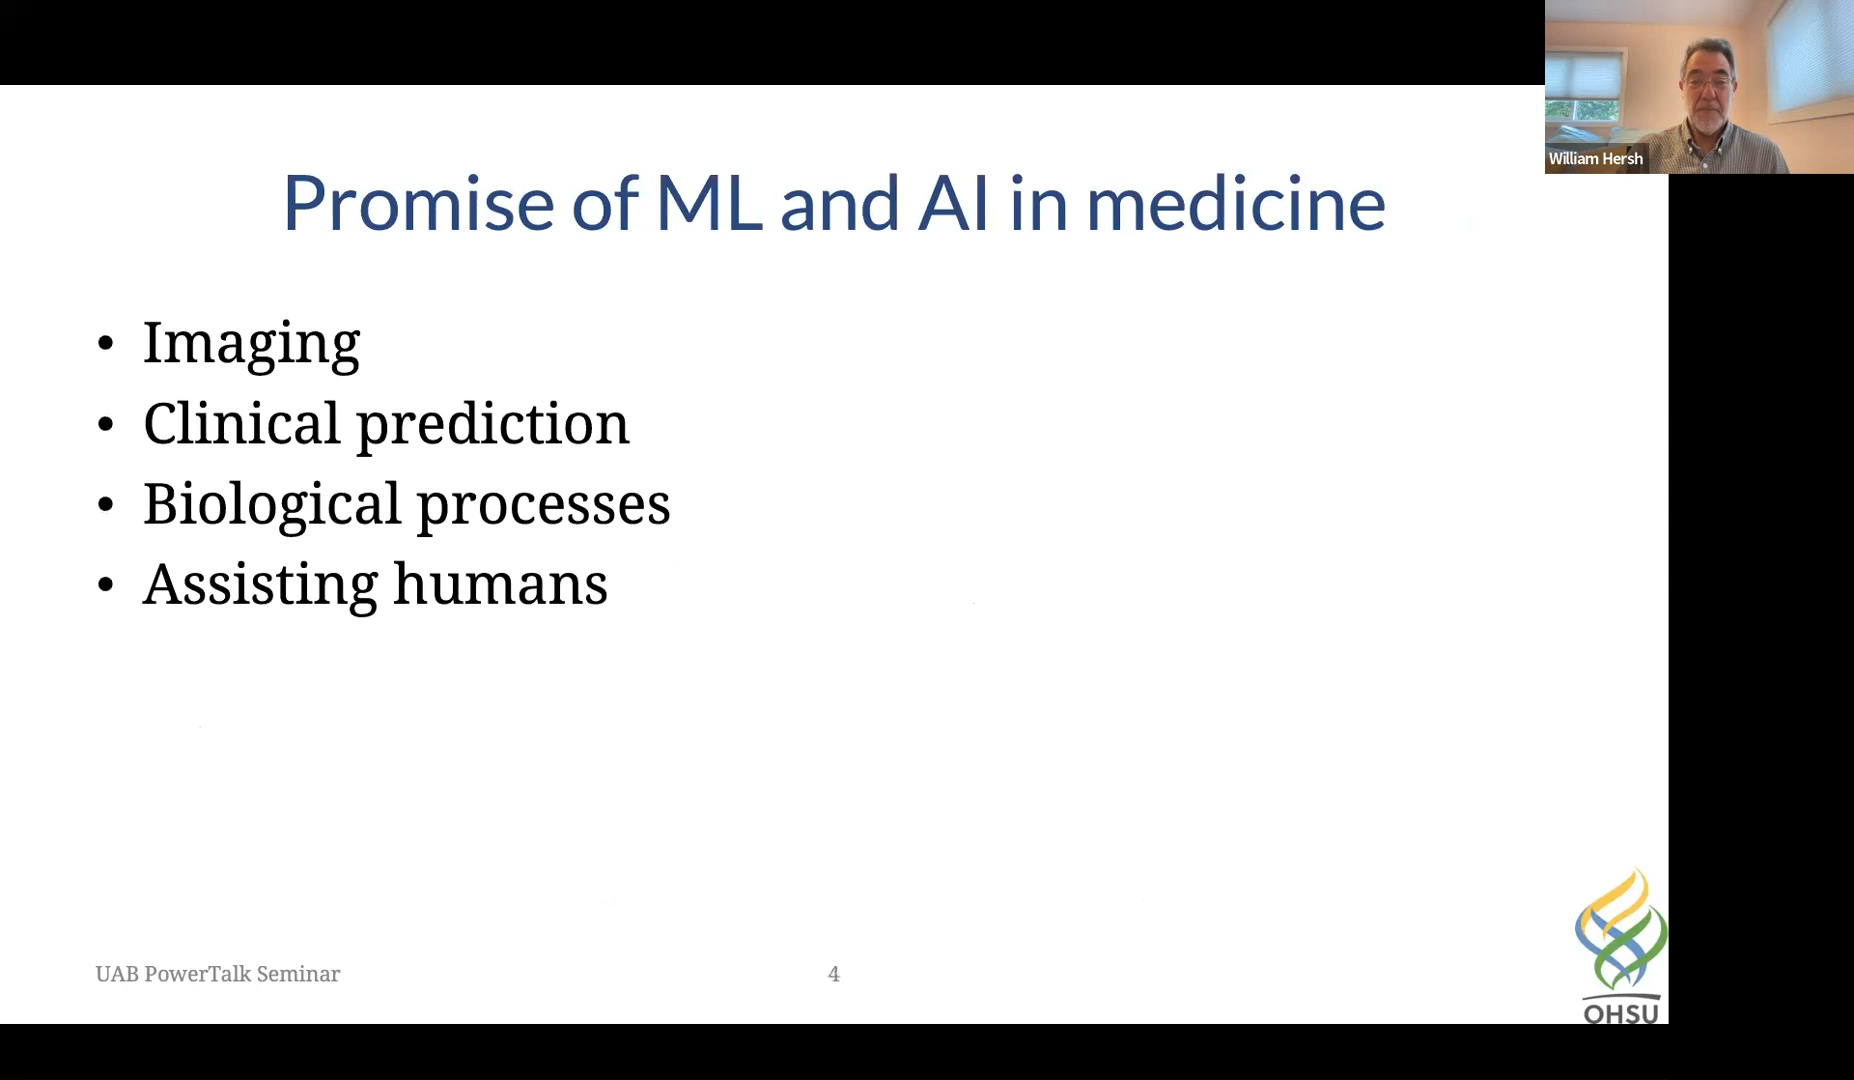 William Hersh
Promise of ML and AI in medicine
• Imaging
• Clinical prediction
• Biological processes
• Assisting humans
UAB PowerTalk Seminar
4
OHSU